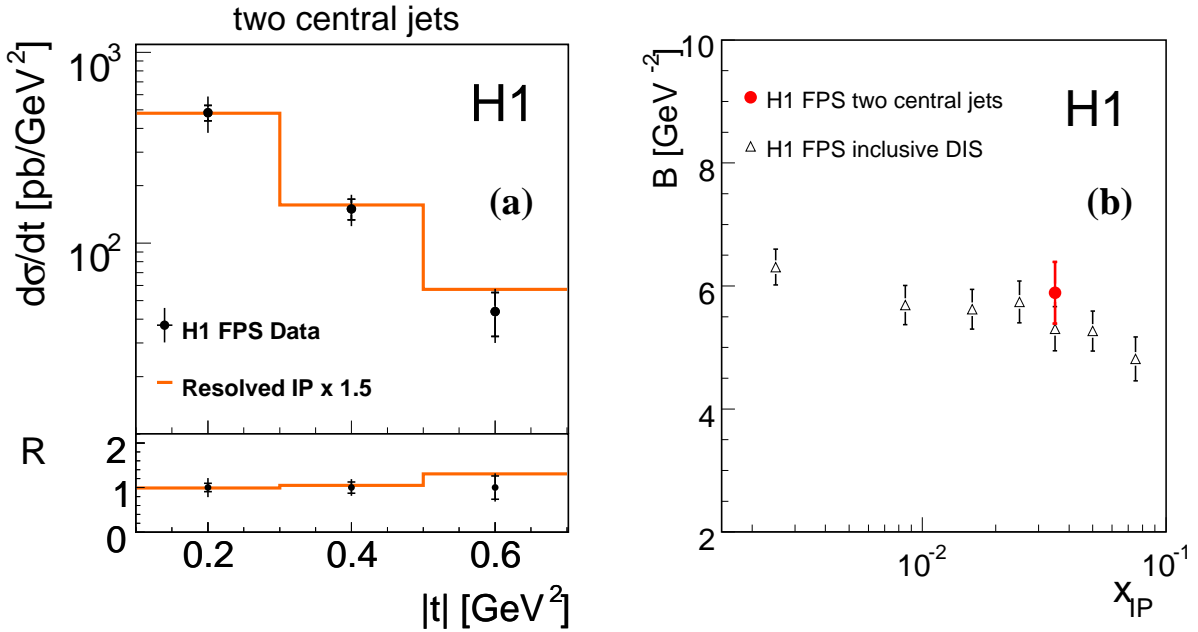 two central jets
dσ/dt [pb/GeV²]
10³
10²
H1
(a)
H1 FPS Data
Resolved IP x 1.5
R
2
1
0
0.2 0.4 0.6
|t| [GeV²]
B [GeV⁻²]
10
8
6
4
2
H1 FPS two central jets
H1 FPS inclusive DIS
H1
(b)
10⁻² 10⁻¹
x_IP